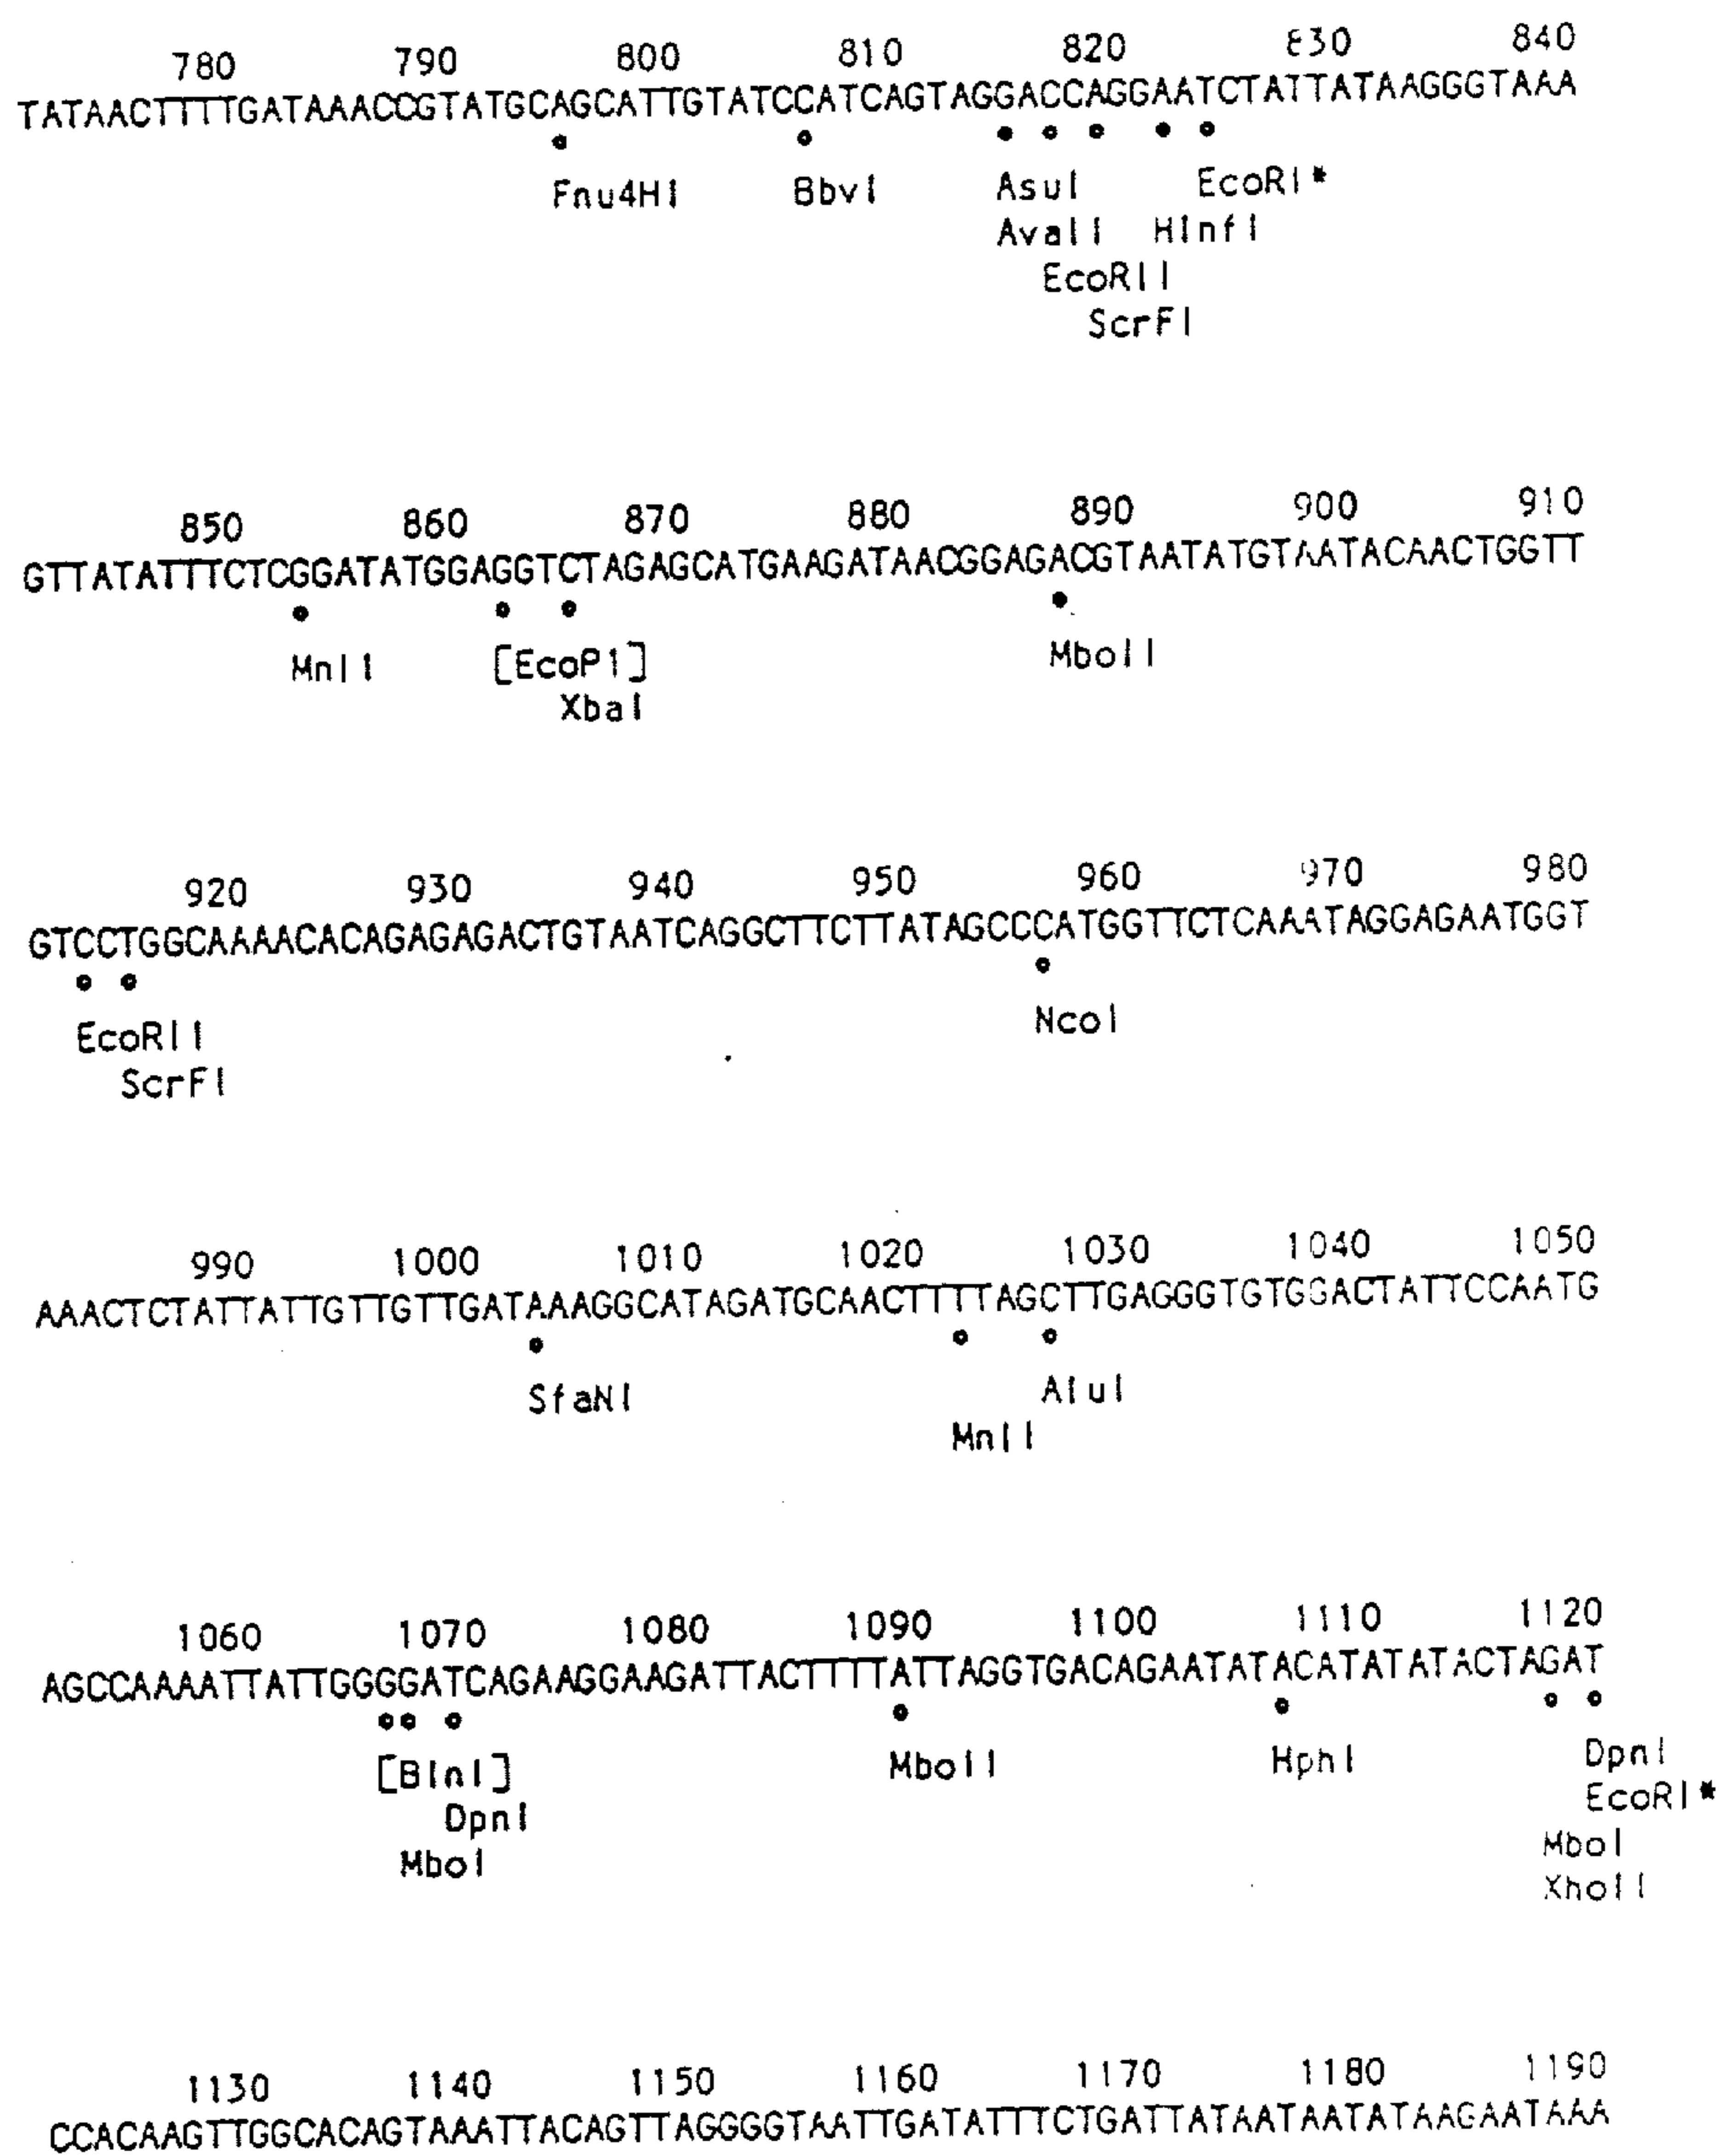 780 790 800 810 820 830 840
TATAACTTTTGATAAACCGTATGCAGCATTGTATCCATCAGTAGGACCAGGAATCTATTATAAGGGTAAA
Fnu4HI BbvI AsuI EcoRI*
AvaII HinfI
EcoRII
ScrFI
850 860 870 880 890 900 910
GTTATATTTCTCGGATATGGAGGTCTAGAGCATGAAGATAACGGAGACGTAATATGTAATACAACTGGTT
MnlI [EcoP1] MboII
XbaI
920 930 940 950 960 970 980
GTCCTGGCAAAACACAGAGAGACTGTAATCAGGCTTCTTATAGCCCATGGTTCTCAAATAGGAGAATGGT
EcoRII NcoI
ScrFI
990 1000 1010 1020 1030 1040 1050
AAACTCTATTATTGTTGTTGATAAAGGCATAGATGCAACTTTTAGCTTGAGGGTGTGGACTATTCCAATG
SfaNI AluI
MnlI
1060 1070 1080 1090 1100 1110 1120
AGCCAAAATTATTGGGGATCAGAAGGAAGATTACTTTTATTAGGTGACAGAATATACATATATACTAGAT
[BinI] MboII HphI DpnI
DpnI EcoRI*
MboI MboI
XhoII
1130 1140 1150 1160 1170 1180 1190
CCACAAGTTGGCACAGTAAATTACAGTTAGGGGTAATTGATATTTCTGATTATAATAATATAAGAATAAA